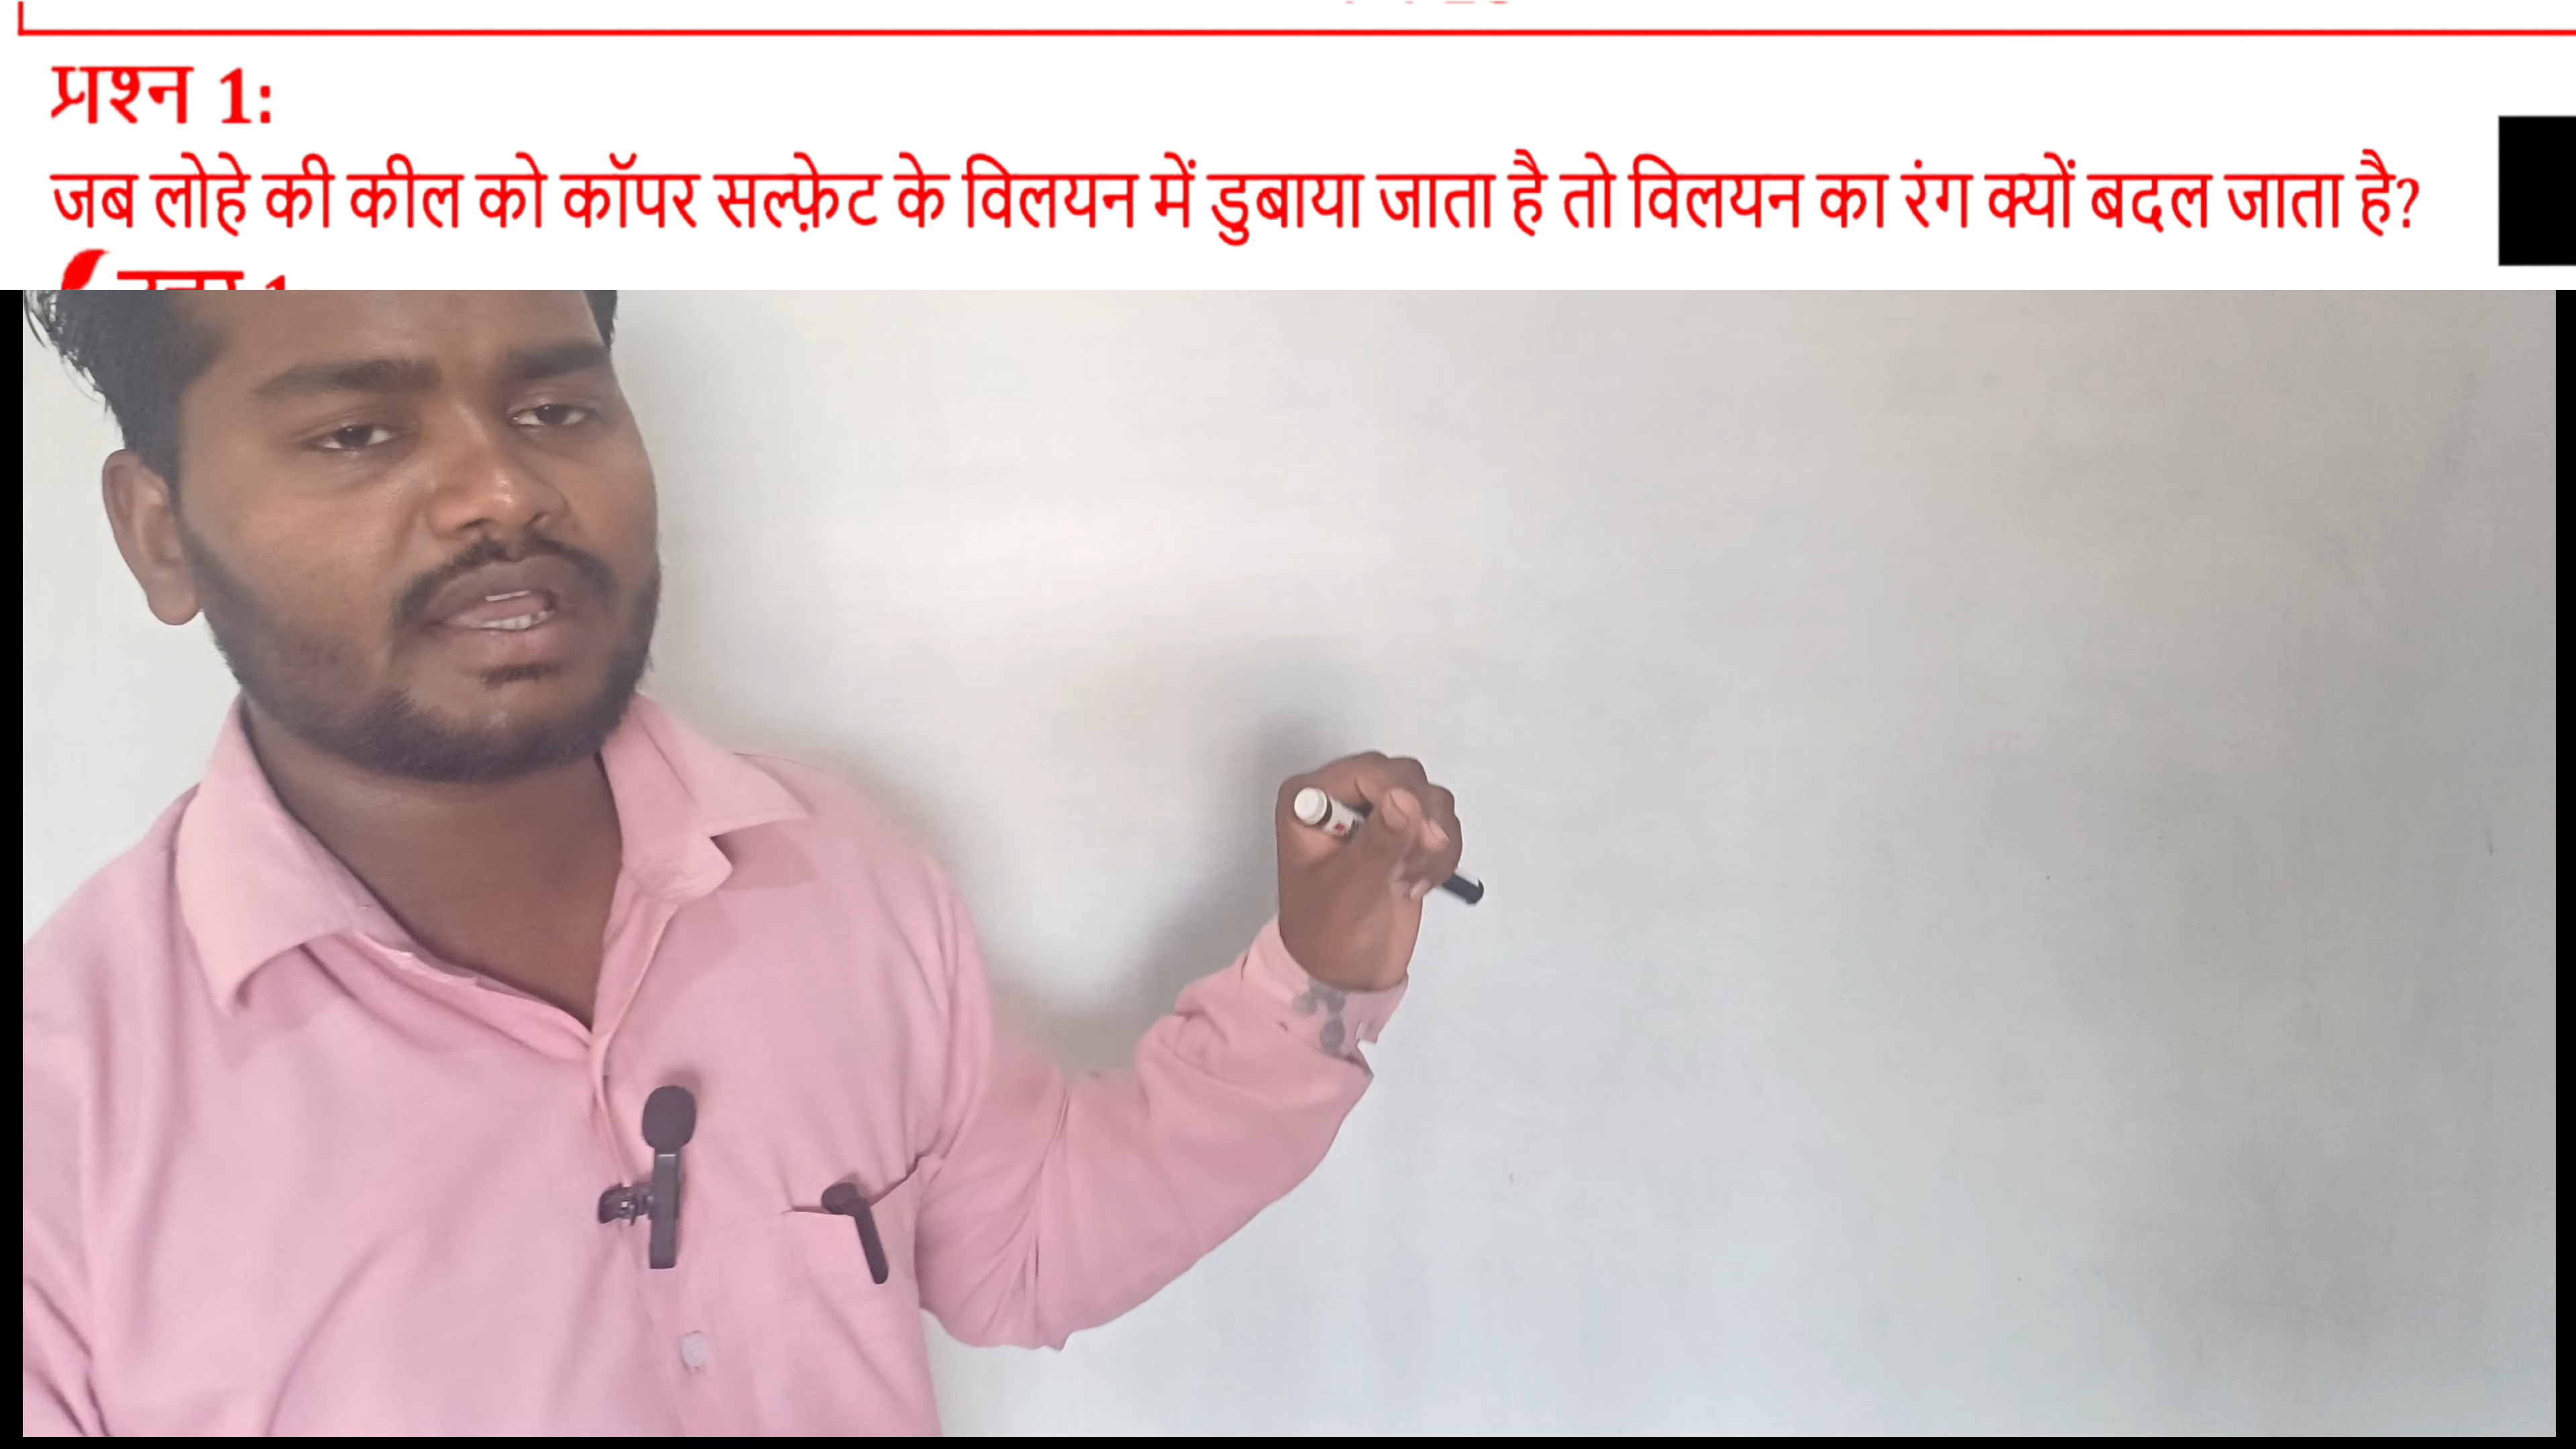 प्रश्न 1:
जब लोहे की कील को कॉपर सल्फ़ेट के विलयन में डुबाया जाता है तो विलयन का रंग क्यों बदल जाता है?